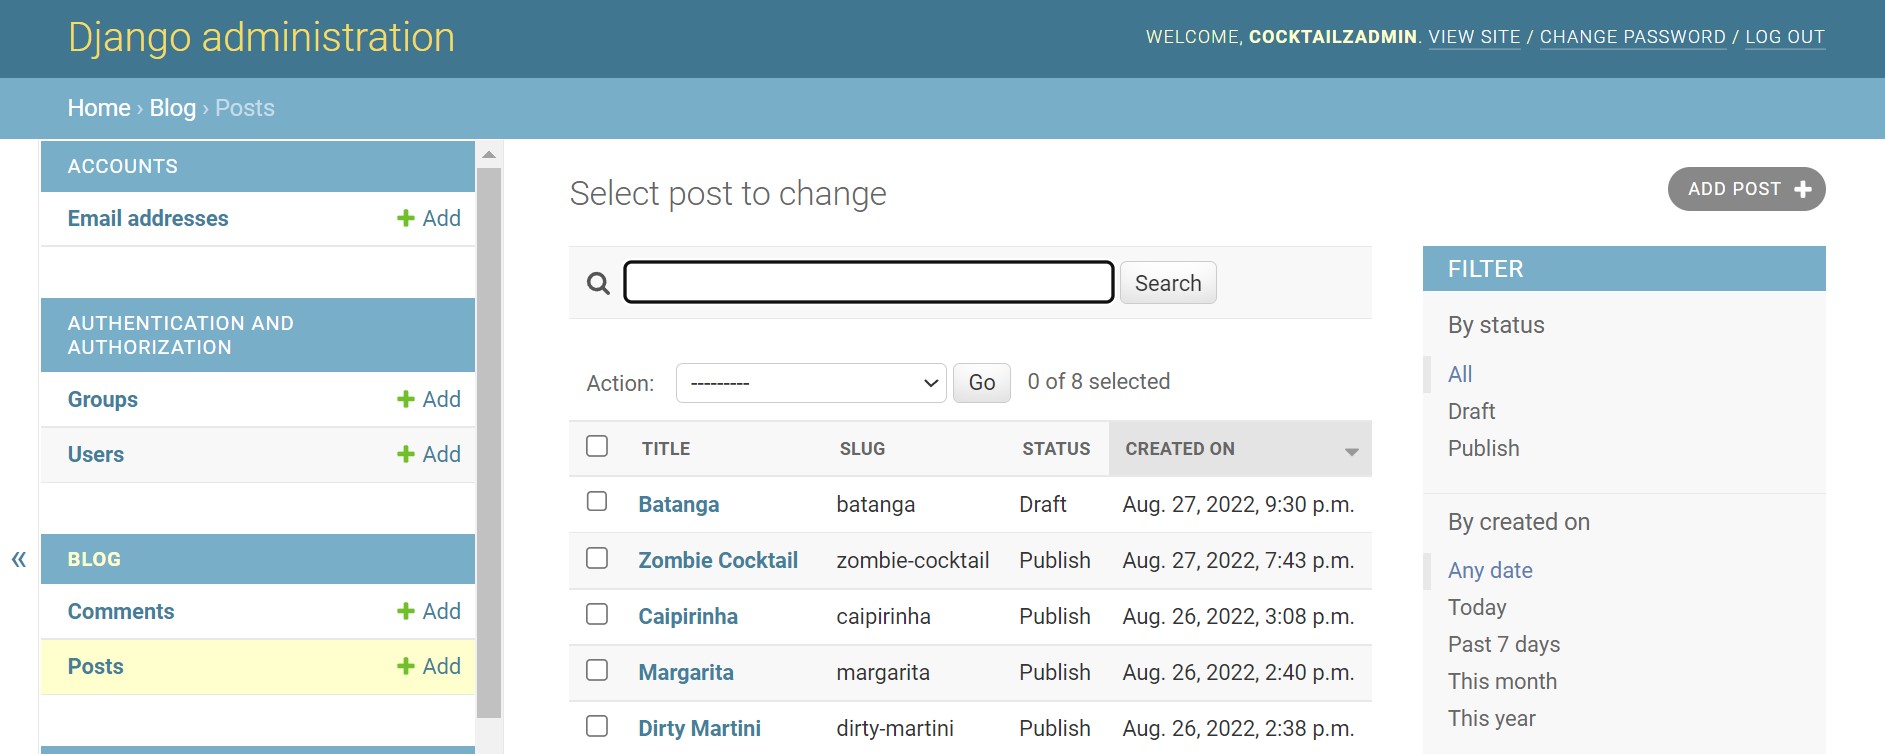 Django administration
WELCOME, COCKTAILZADMIN. VIEW SITE / CHANGE PASSWORD / LOG OUT
Home › Blog › Posts
ACCOUNTS
Email addresses + Add
AUTHENTICATION AND
AUTHORIZATION
Groups + Add
Users + Add
«
BLOG
Comments + Add
Posts + Add
Select post to change
ADD POST +
Search
Action: --------- Go 0 of 8 selected
TITLE SLUG STATUS CREATED ON
Batanga batanga Draft Aug. 27, 2022, 9:30 p.m.
Zombie Cocktail zombie-cocktail Publish Aug. 27, 2022, 7:43 p.m.
Caipirinha caipirinha Publish Aug. 26, 2022, 3:08 p.m.
Margarita margarita Publish Aug. 26, 2022, 2:40 p.m.
Dirty Martini dirty-martini Publish Aug. 26, 2022, 2:38 p.m.
FILTER
By status
All
Draft
Publish
By created on
Any date
Today
Past 7 days
This month
This year